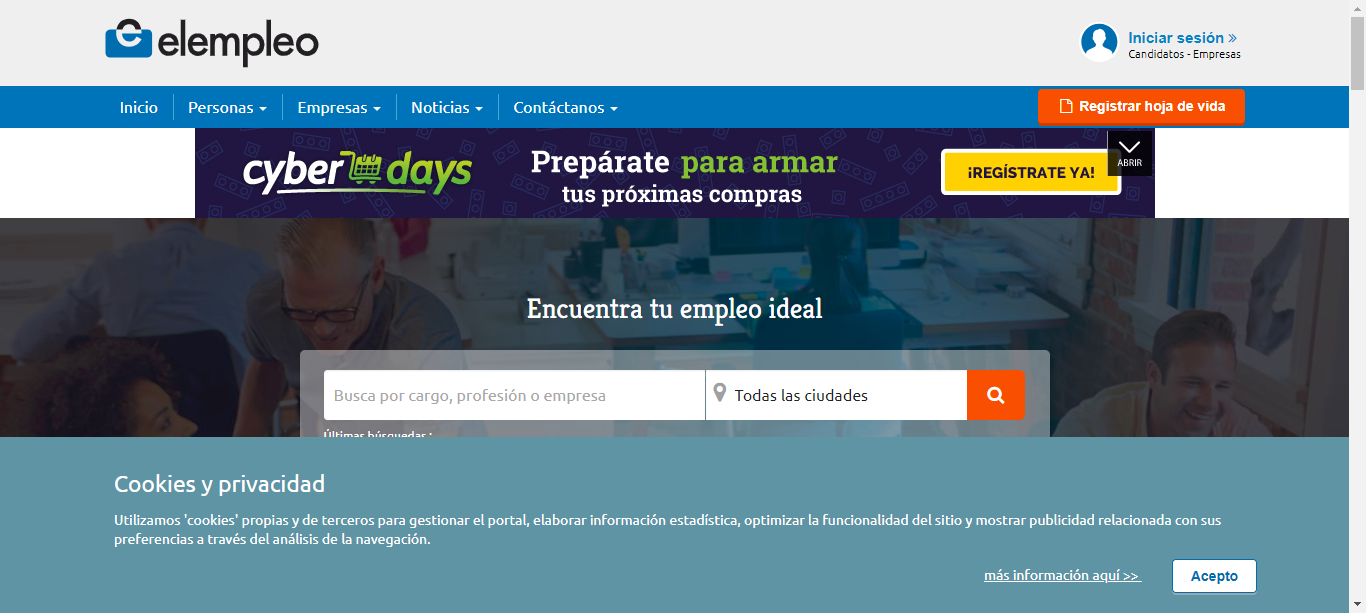 elempleo
Iniciar sesión »
Candidatos - Empresas
Inicio
Personas
Empresas
Noticias
Contáctanos
Registrar hoja de vida
cyber days
Prepárate para armar
tus próximas compras
¡REGÍSTRATE YA!
ABRIR
Encuentra tu empleo ideal
Busca por cargo, profesión o empresa
Todas las ciudades
Últimas búsquedas :
Cookies y privacidad
Utilizamos 'cookies' propias y de terceros para gestionar el portal, elaborar información estadística, optimizar la funcionalidad del sitio y mostrar publicidad relacionada con sus
preferencias a través del análisis de la navegación.
más información aquí >>
Acepto